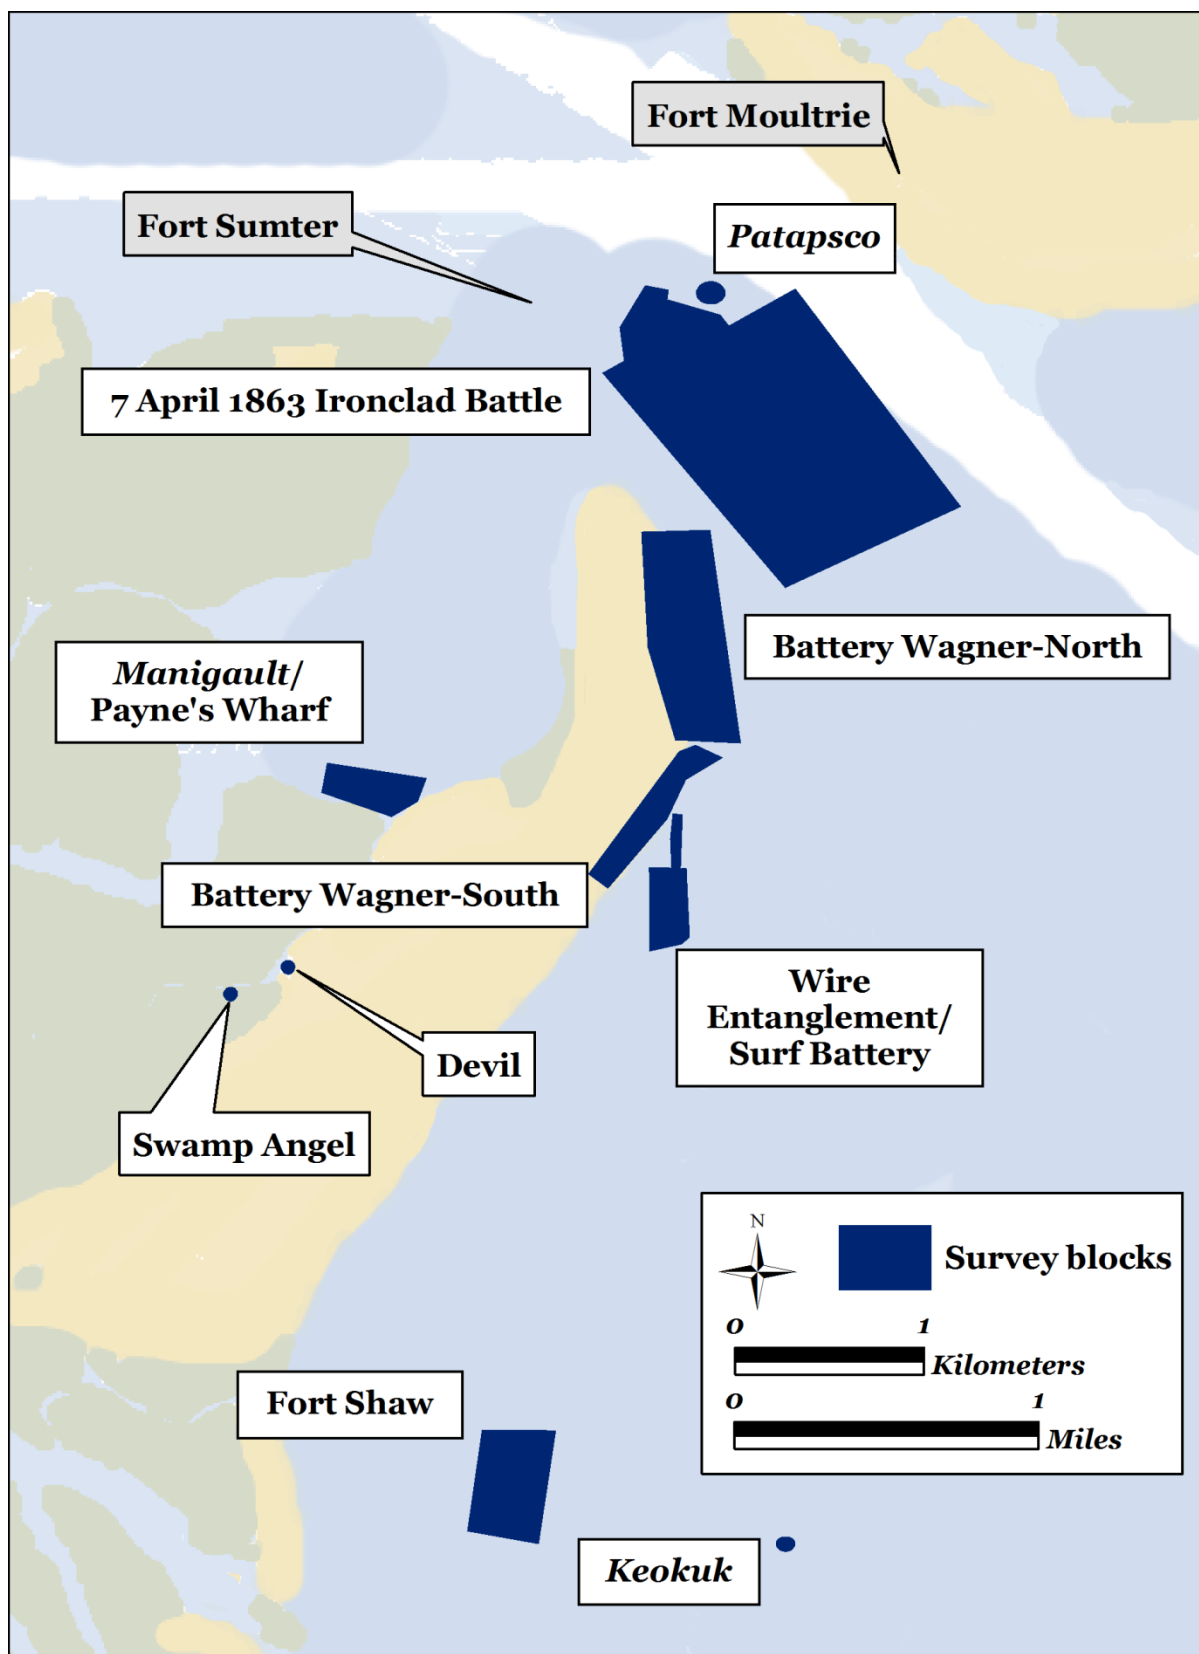 Fort Moultrie
Fort Sumter
Patapsco
7 April 1863 Ironclad Battle
Battery Wagner-North
Manigault/
Payne's Wharf
Battery Wagner-South
Wire
Entanglement/
Surf Battery
Devil
Swamp Angel
N
Survey blocks
0 1
Kilometers
0 1
Miles
Fort Shaw
Keokuk